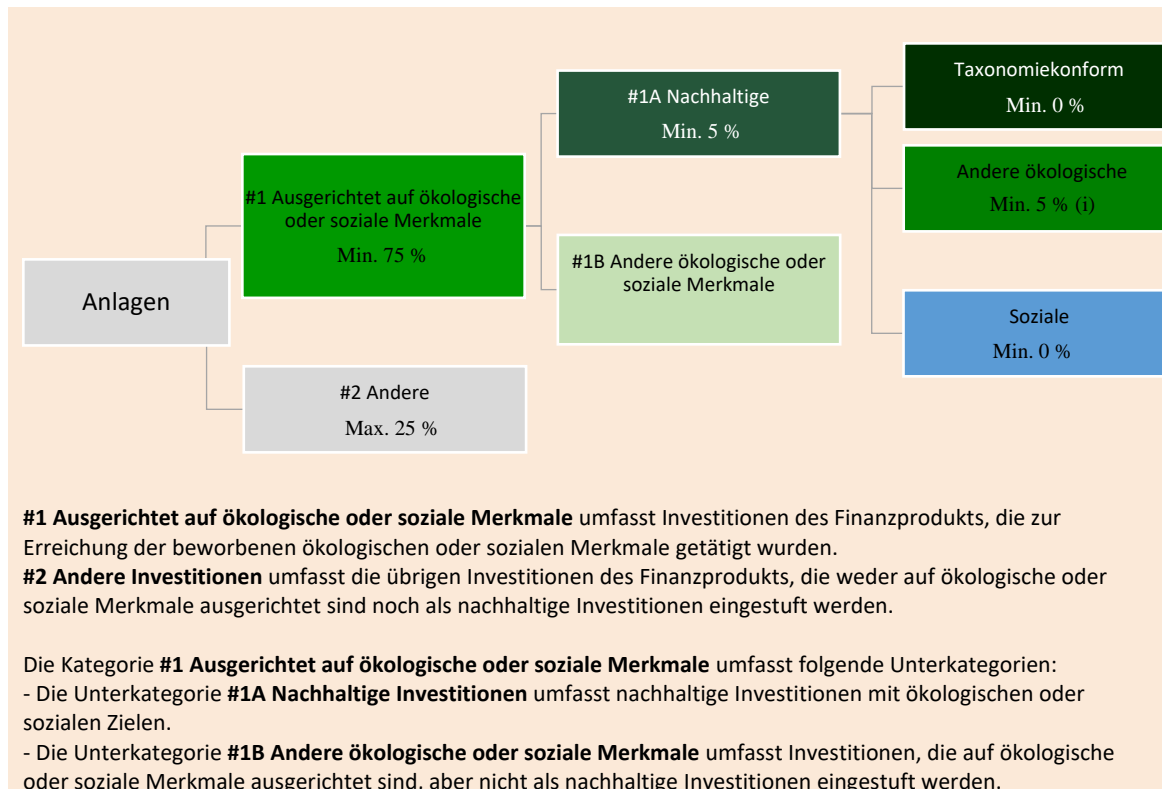 Anlagen
#1 Ausgerichtet auf ökologische
oder soziale Merkmale
Min. 75 %
#2 Andere
Max. 25 %
#1A Nachhaltige
Min. 5 %
#1B Andere ökologische oder
soziale Merkmale
Taxonomiekonform
Min. 0 %
Andere ökologische
Min. 5 % (i)
Soziale
Min. 0 %
#1 Ausgerichtet auf ökologische oder soziale Merkmale umfasst Investitionen des Finanzprodukts, die zur
Erreichung der beworbenen ökologischen oder sozialen Merkmale getätigt wurden.
#2 Andere Investitionen umfasst die übrigen Investitionen des Finanzprodukts, die weder auf ökologische oder
soziale Merkmale ausgerichtet sind noch als nachhaltige Investitionen eingestuft werden.
Die Kategorie #1 Ausgerichtet auf ökologische oder soziale Merkmale umfasst folgende Unterkategorien:
- Die Unterkategorie #1A Nachhaltige Investitionen umfasst nachhaltige Investitionen mit ökologischen oder
sozialen Zielen.
- Die Unterkategorie #1B Andere ökologische oder soziale Merkmale umfasst Investitionen, die auf ökologische
oder soziale Merkmale ausgerichtet sind, aber nicht als nachhaltige Investitionen eingestuft werden.